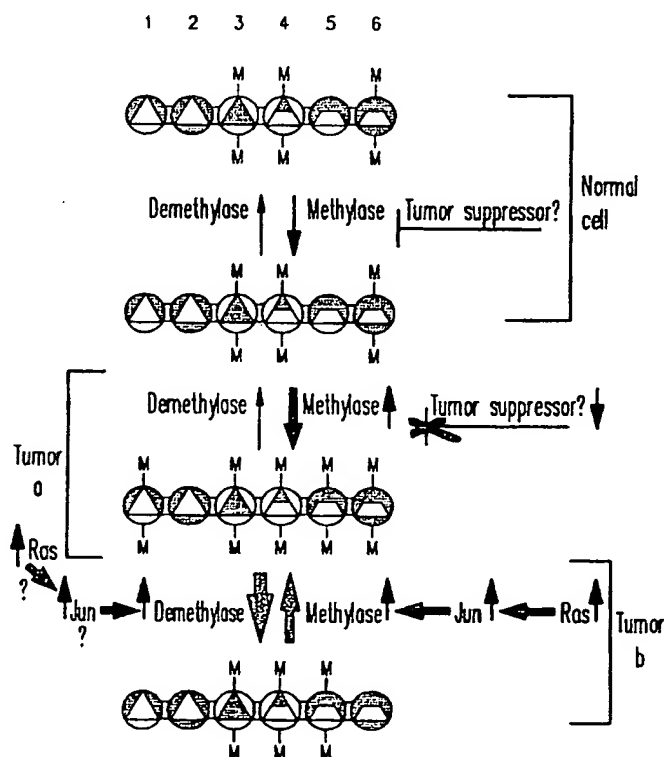 1 2 3 4 5 6
M M M
M M M
Demethylase Methylase Tumor suppressor?
Normal
cell
M M M
M M M
Demethylase Methylase Tumor suppressor?
Tumor
a
M M M M M
M M M M M
Ras
?
Jun
?
Demethylase Methylase Jun Ras
Tumor
b
M M M
M M M